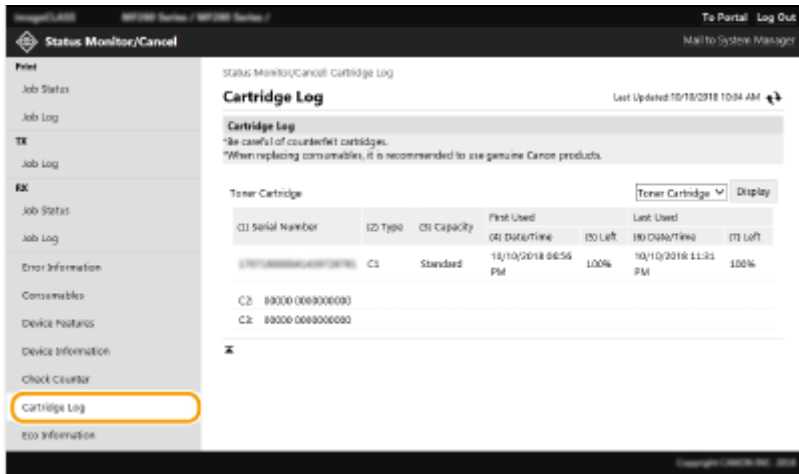 To Portal Log Out
Status Monitor/Cancel
Mail to System Manager
Print
Job Status
Job Log
TX
Job Log
RX
Job Status
Job Log
Error Information
Consumables
Device Features
Device Information
Check Counter
Cartridge Log
Eco Information
Status Monitor/Cancel: Cartridge Log
Cartridge Log
Last Updated:10/10/2018 10:04 AM
Cartridge Log
*Be careful of counterfeit cartridges.
*When replacing consumables, it is recommended to use genuine Canon products.
Toner Cartridge
Toner Cartridge Display
(1) Serial Number (2) Type (3) Capacity First Used Last Used
(4) Date/Time (5) Left (6) Date/Time (7) Left
C1 Standard 10/10/2018 06:56 PM 100% 10/10/2018 11:31 PM 100%
C2: 00000 0000000000
C3: 00000 0000000000